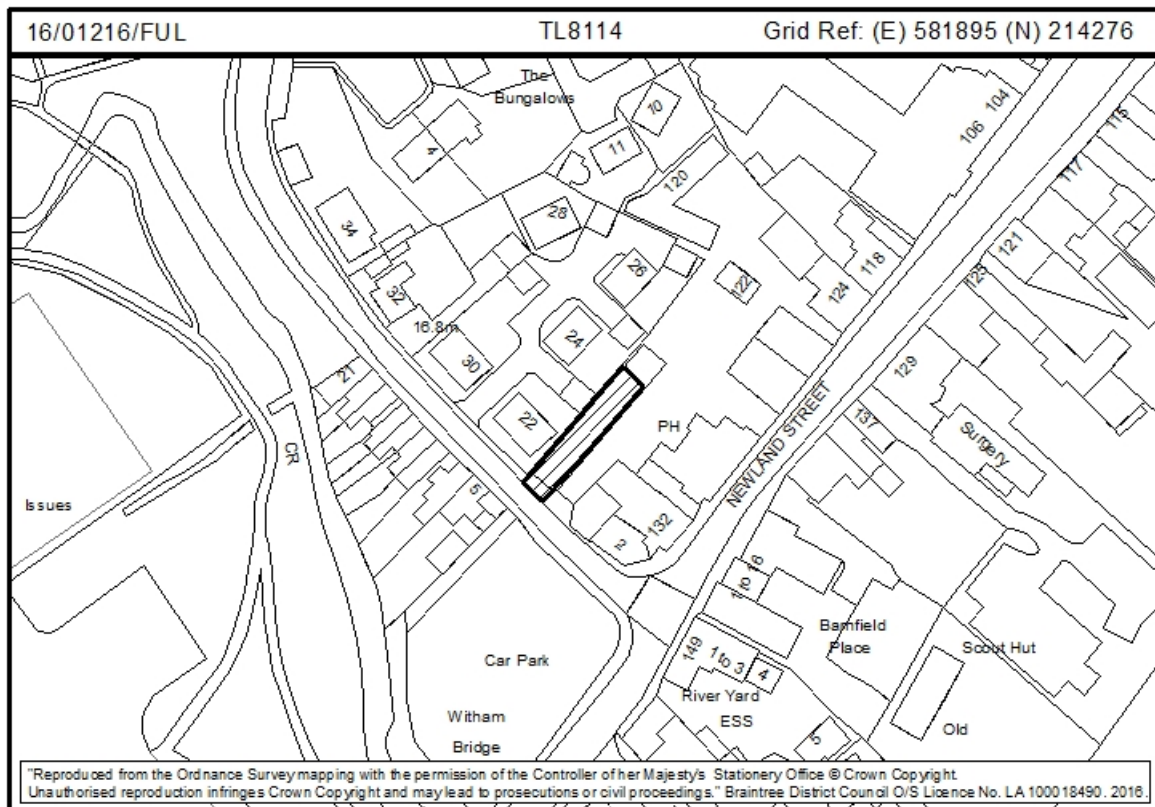 16/01216/FUL TL8114 Grid Ref: (E) 581895 (N) 214276
The
Bungalows
10
104
106
115
4
11
117
120
28
34
121
118
125
26
122
124
32
16.8m
24
129
30
21
137
22
PH
NEWLAND STREET
Surgery
CR
5
Issues
132
2
1 to 16
Barnfield
Place
Scout Hut
149
1 to 3
4
Car Park
River Yard
ESS
Witham
Bridge
Old
5
"Reproduced from the Ordnance Survey mapping with the permission of the Controller of her Majesty's Stationery Office © Crown Copyright.
Unauthorised reproduction infringes Crown Copyright and may lead to prosecutions or civil proceedings." Braintree District Council O/S Licence No. LA 100018490. 2016.